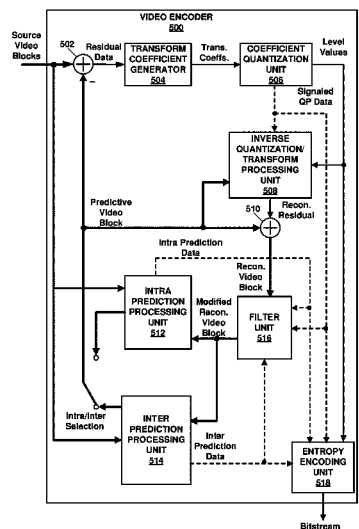 VIDEO ENCODER
500
Source
Video
Blocks
502
Residual
Data
TRANSFORM
COEFFICIENT
GENERATOR
504
Trans.
Coeffs.
COEFFICIENT
QUANTIZATION
UNIT
506
Level
Values
Signaled
QP Data
INVERSE
QUANTIZATION/
TRANSFORM
PROCESSING
UNIT
508
Predictive
Video
Block
510
Recon.
Residual
Intra Prediction
Data
Recon.
Video
Block
INTRA
PREDICTION
PROCESSING
UNIT
512
Modified
Recon.
Video
Block
FILTER
UNIT
516
Intra/Inter
Selection
INTER
PREDICTION
PROCESSING
UNIT
514
Inter
Prediction
Data
ENTROPY
ENCODING
UNIT
518
Bitstream